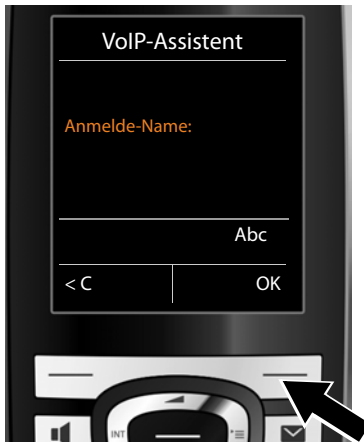 VoIP-Assistent
Anmelde-Name:
Abc
< C
OK
INT